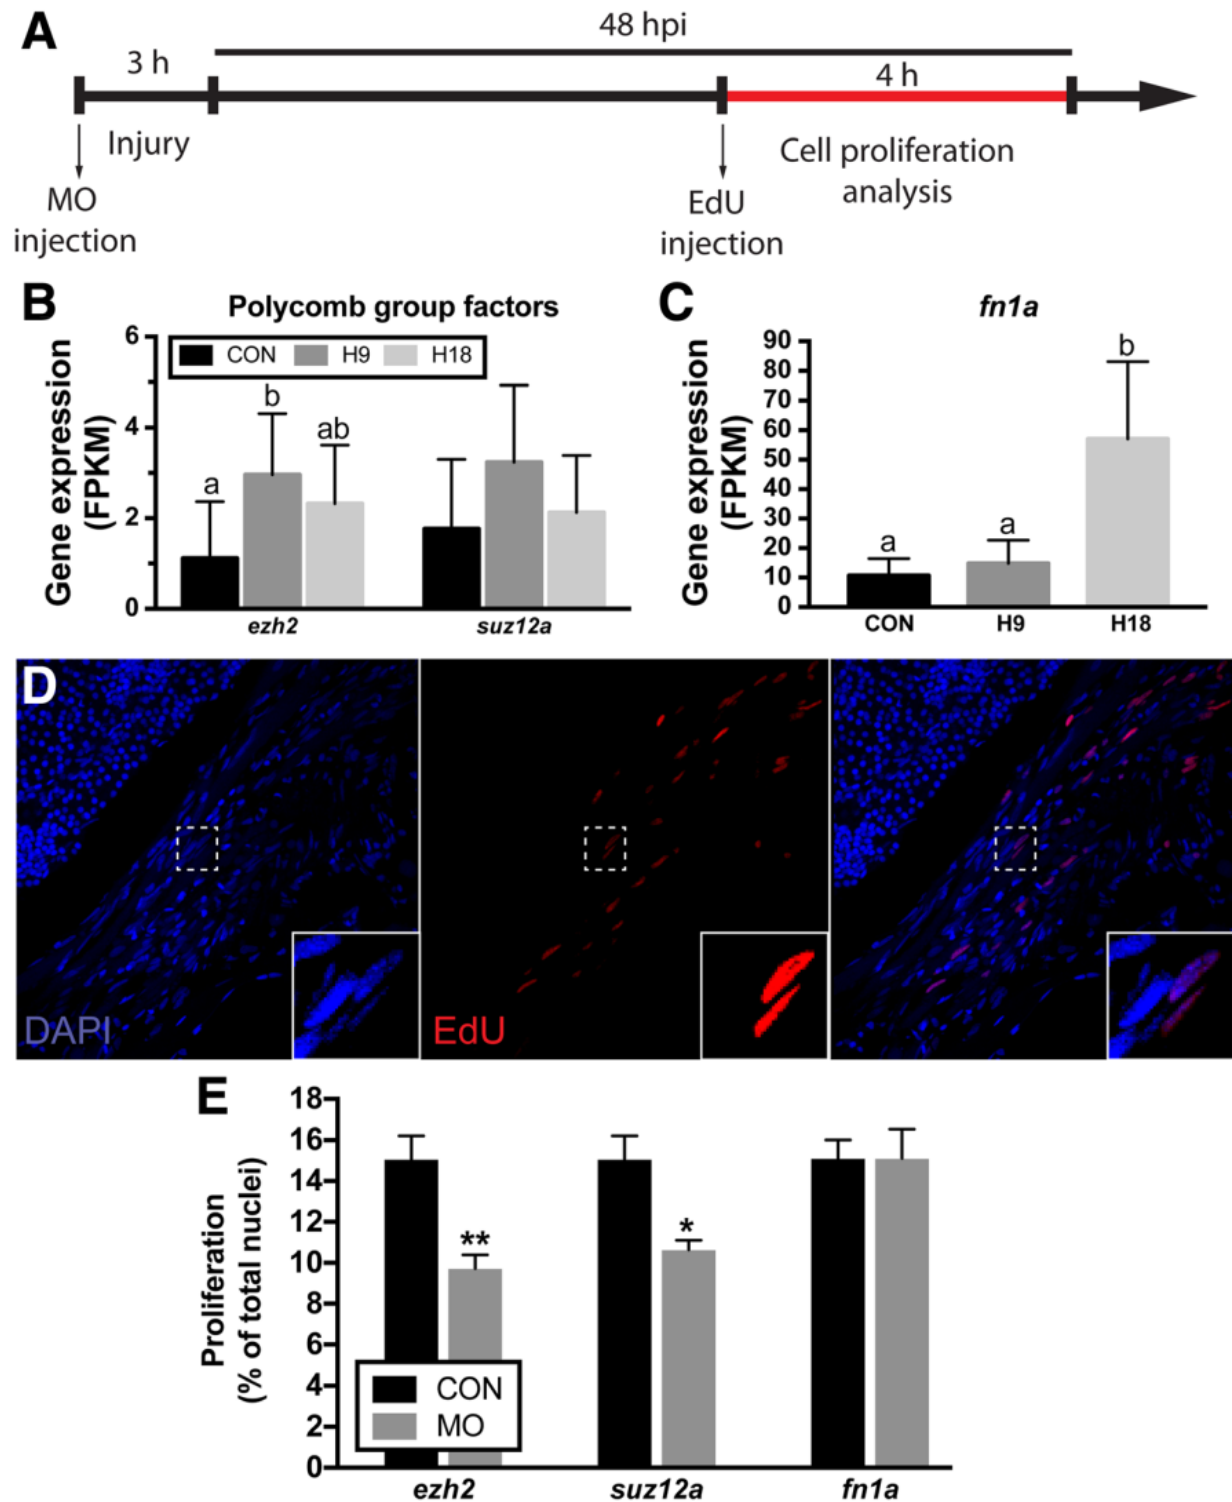 A
48 hpi
3 h
4 h
Injury
Cell proliferation
analysis
MO
injection
EdU
injection
B
Polycomb group factors
Gene expression
(FPKM)
6
4
2
0
CON H9 H18
a
b
ab
ezh2 suz12a
C
fn1a
Gene expression
(FPKM)
90
80
70
60
50
40
30
20
10
0
a
a
b
CON H9 H18
D
DAPI
EdU
E
Proliferation
(% of total nuclei)
18
16
14
12
10
8
6
4
2
0
**
*
CON
MO
ezh2 suz12a fn1a